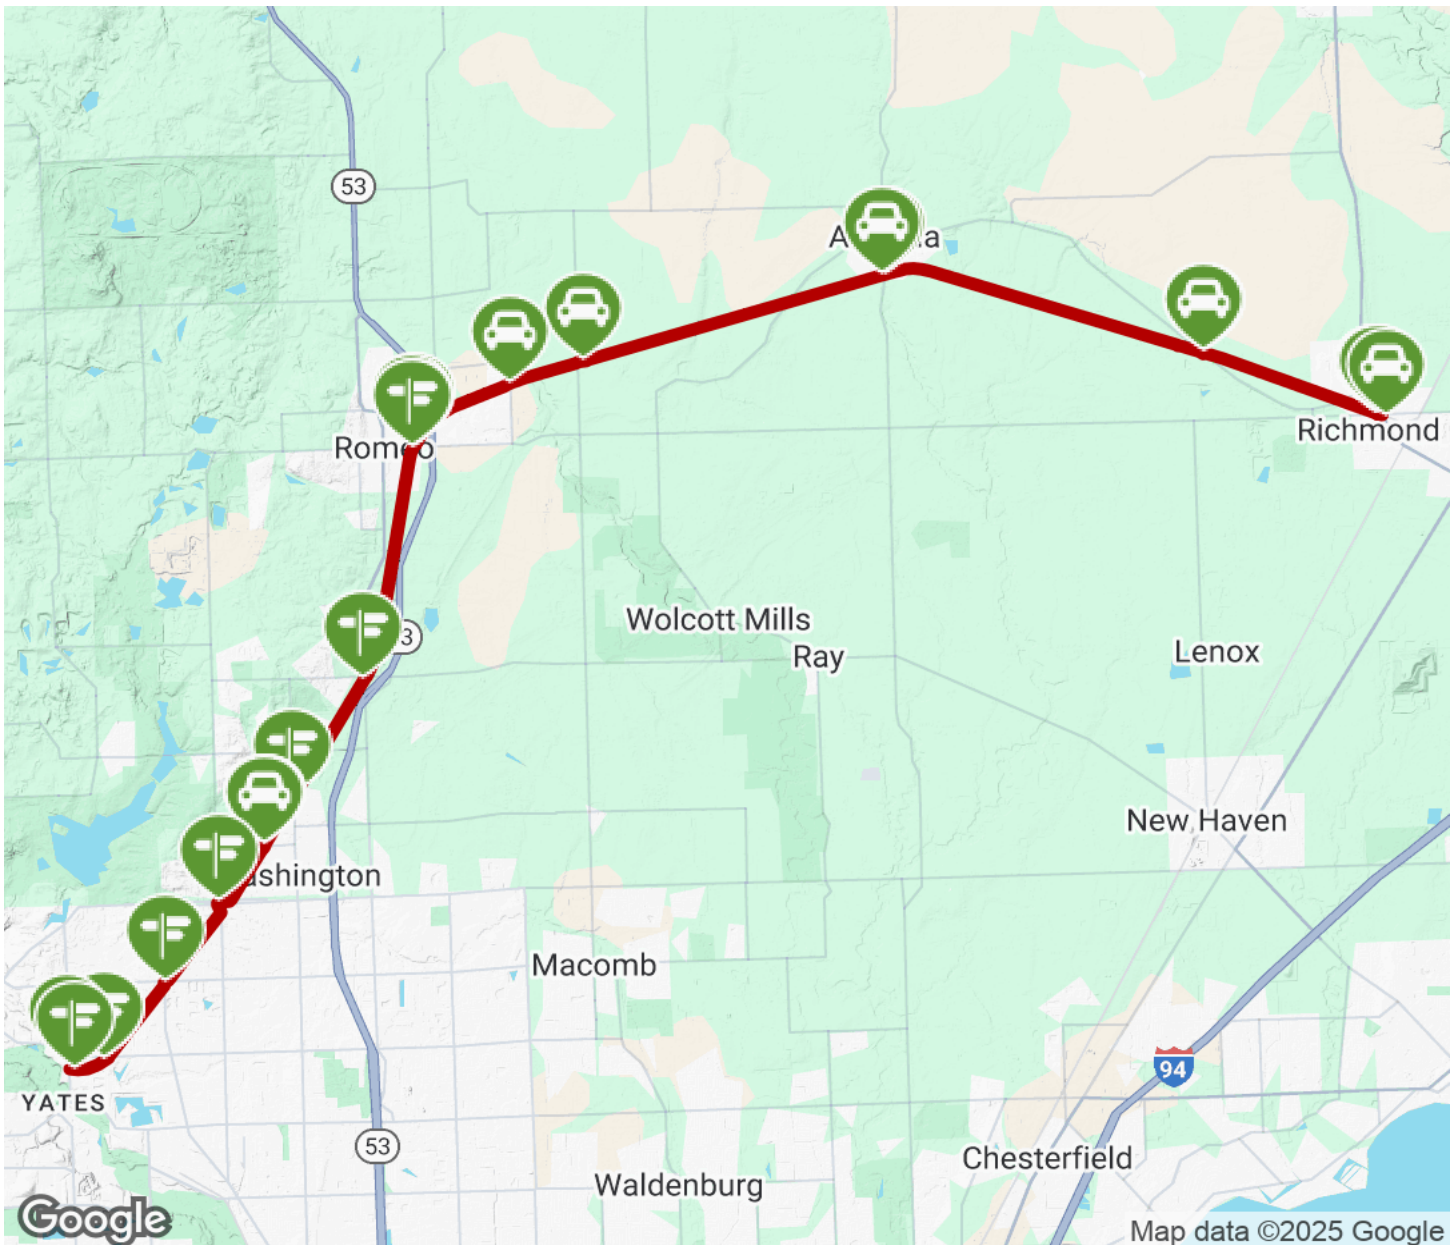 53
A
a
Romeo
Richmond
3
Wolcott Mills
Ray
Lenox
New Haven
ashington
Macomb
94
YATES
53
Chesterfield
Waldenburg
Google
Map data ©2025 Google